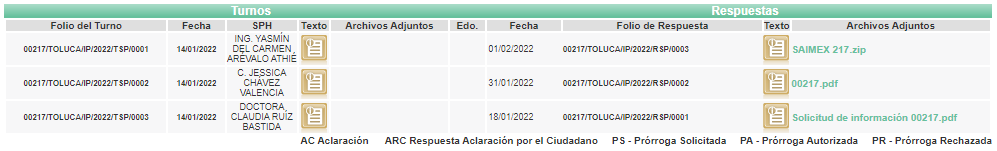 Turnos Respuestas
Folio del Turno Fecha SPH Texto Archivos Adjuntos Edo. Fecha Folio de Respuesta Texto Archivos Adjuntos
00217/TOLUCA/IP/2022/TSP/0001 14/01/2022 ING. YASMÍN DEL CARMEN ARÉVALO ATHIÉ 01/02/2022 00217/TOLUCA/IP/2022/RSP/0003 SAIMEX 217.zip
00217/TOLUCA/IP/2022/TSP/0002 14/01/2022 C. JESSICA CHÁVEZ VALENCIA 31/01/2022 00217/TOLUCA/IP/2022/RSP/0002 00217.pdf
00217/TOLUCA/IP/2022/TSP/0003 14/01/2022 DOCTORA, CLAUDIA RUÍZ BASTIDA 18/01/2022 00217/TOLUCA/IP/2022/RSP/0001 Solicitud de información 00217.pdf
AC Aclaración ARC Respuesta Aclaración por el Ciudadano PS - Prórroga Solicitada PA - Prórroga Autorizada PR - Prórroga Rechazada